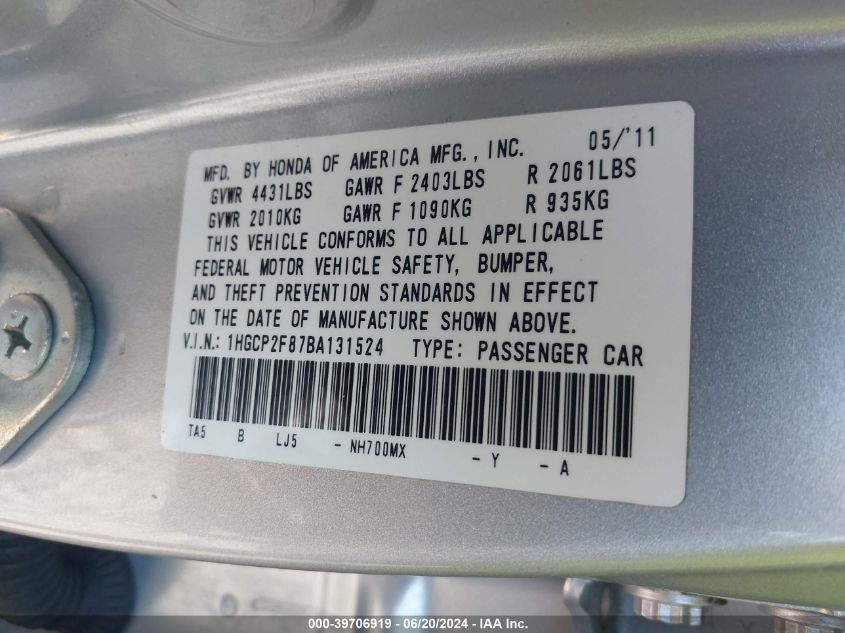 MFD. BY HONDA OF AMERICA MFG., INC. 05/'11
GVWR 4431LBS GAWR F 2403LBS R 2061LBS
GVWR 2010KG GAWR F 1090KG R 935KG
THIS VEHICLE CONFORMS TO ALL APPLICABLE
FEDERAL MOTOR VEHICLE SAFETY, BUMPER,
AND THEFT PREVENTION STANDARDS IN EFFECT
ON THE DATE OF MANUFACTURE SHOWN ABOVE.
V.I.N.: 1HGCP2F87BA131524 TYPE: PASSENGER CAR
TA5 B LJ5 - NH700MX - Y - A
000-39706919 - 06/20/2024 - IAA Inc.